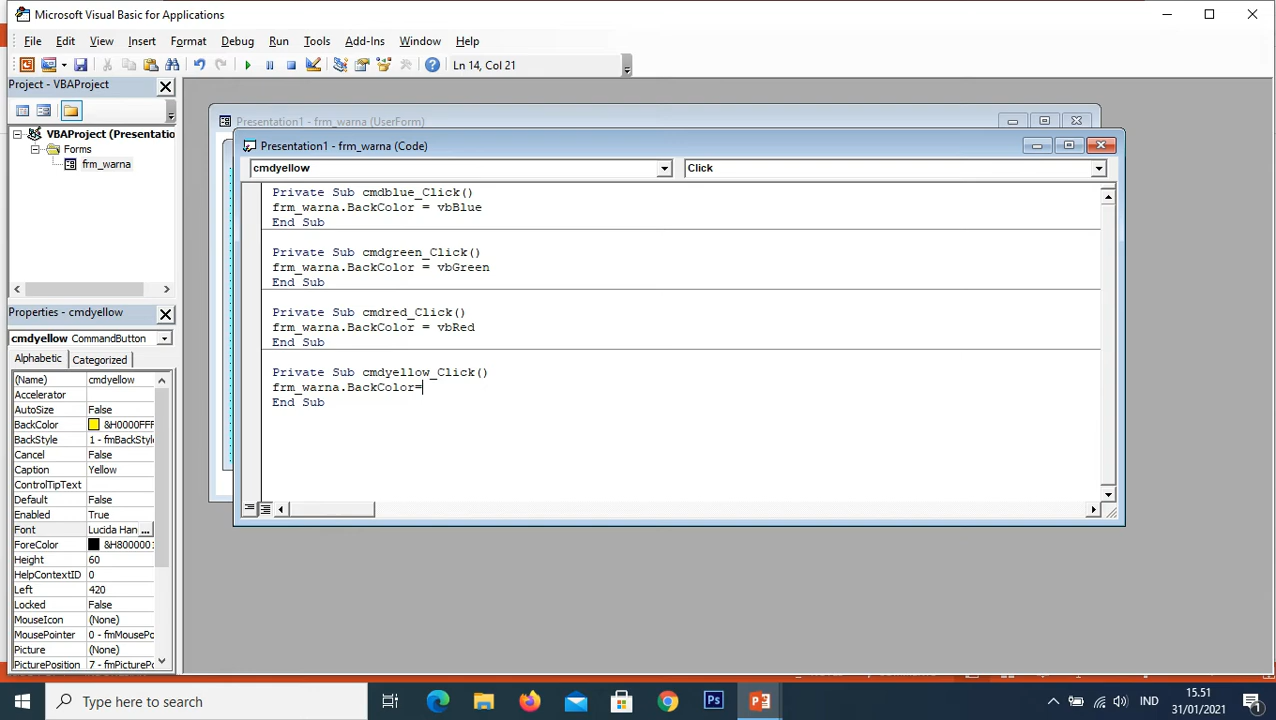 Microsoft Visual Basic for Applications
File Edit View Insert Format Debug Run Tools Add-Ins Window Help
Ln 14, Col 21
Project - VBAProject
VBAProject (Presentatio
Forms
frm_warna
Presentation1 - frm_warna (UserForm)
Presentation1 - frm_warna (Code)
cmdyellow Click
Private Sub cmdblue_Click()
frm_warna.BackColor = vbBlue
End Sub
Private Sub cmdgreen_Click()
frm_warna.BackColor = vbGreen
End Sub
Private Sub cmdred_Click()
frm_warna.BackColor = vbRed
End Sub
Private Sub cmdyellow_Click()
frm_warna.BackColor=
End Sub
Properties - cmdyellow
cmdyellow CommandButton
Alphabetic Categorized
(Name) cmdyellow
Accelerator
AutoSize False
BackColor &H0000FFF
BackStyle 1 - fmBackStyle
Cancel False
Caption Yellow
ControlTipText
Default False
Enabled True
Font Lucida Han ...
ForeColor &H800001
Height 60
HelpContextID 0
Left 420
Locked False
MouseIcon (None)
MousePointer 0 - fmMousePo
Picture (None)
PicturePosition 7 - fmPicturePo
Type here to search
Ps
IND
15.51
31/01/2021
1